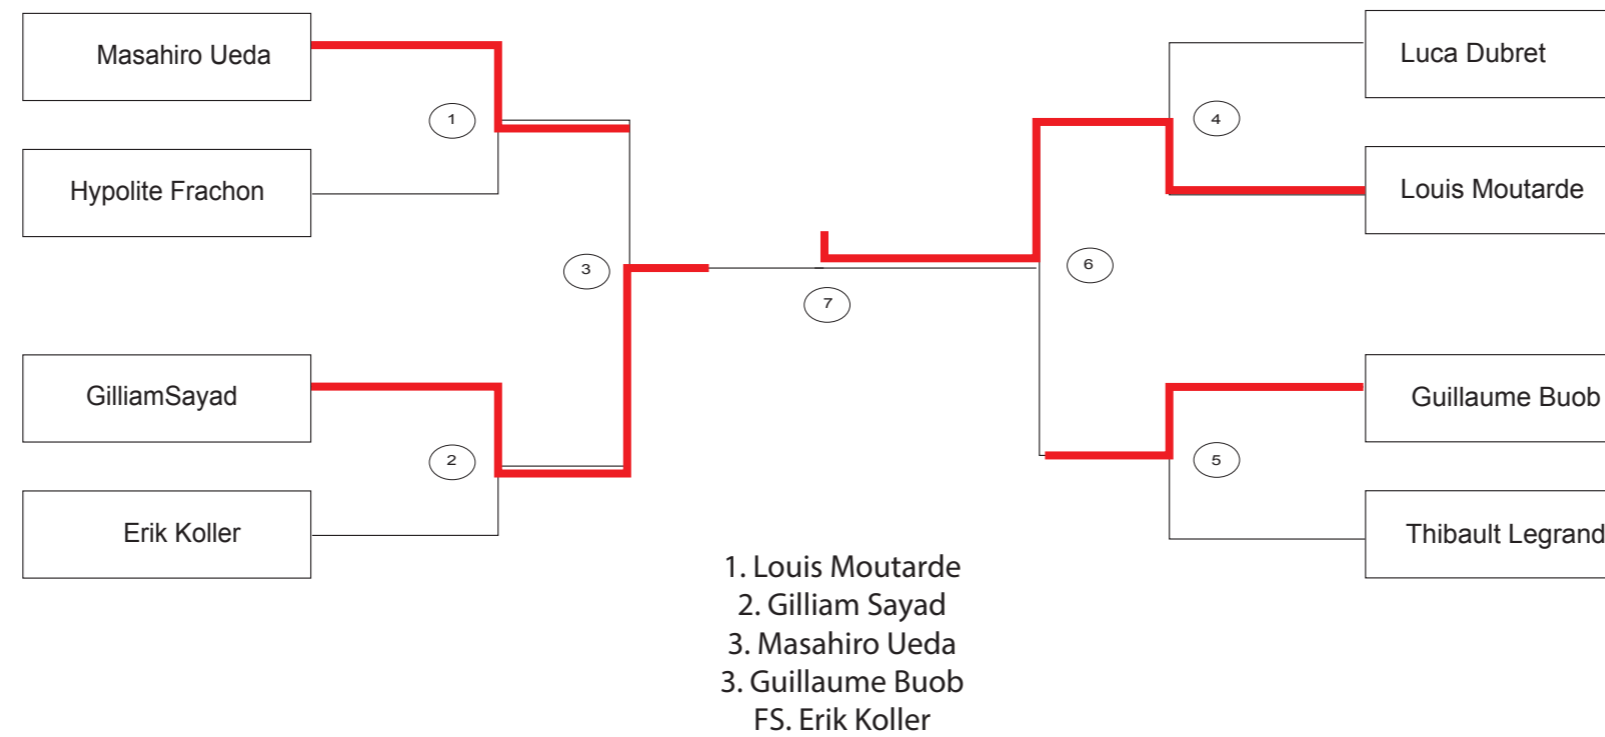 Masahiro Ueda
Luca Dubret
1
4
Hypolite Frachon
Louis Moutarde
3
6
7
GilliamSayad
Guillaume Buob
2
5
Erik Koller
Thibault Legrand
1. Louis Moutarde
2. Gilliam Sayad
3. Masahiro Ueda
3. Guillaume Buob
FS. Erik Koller